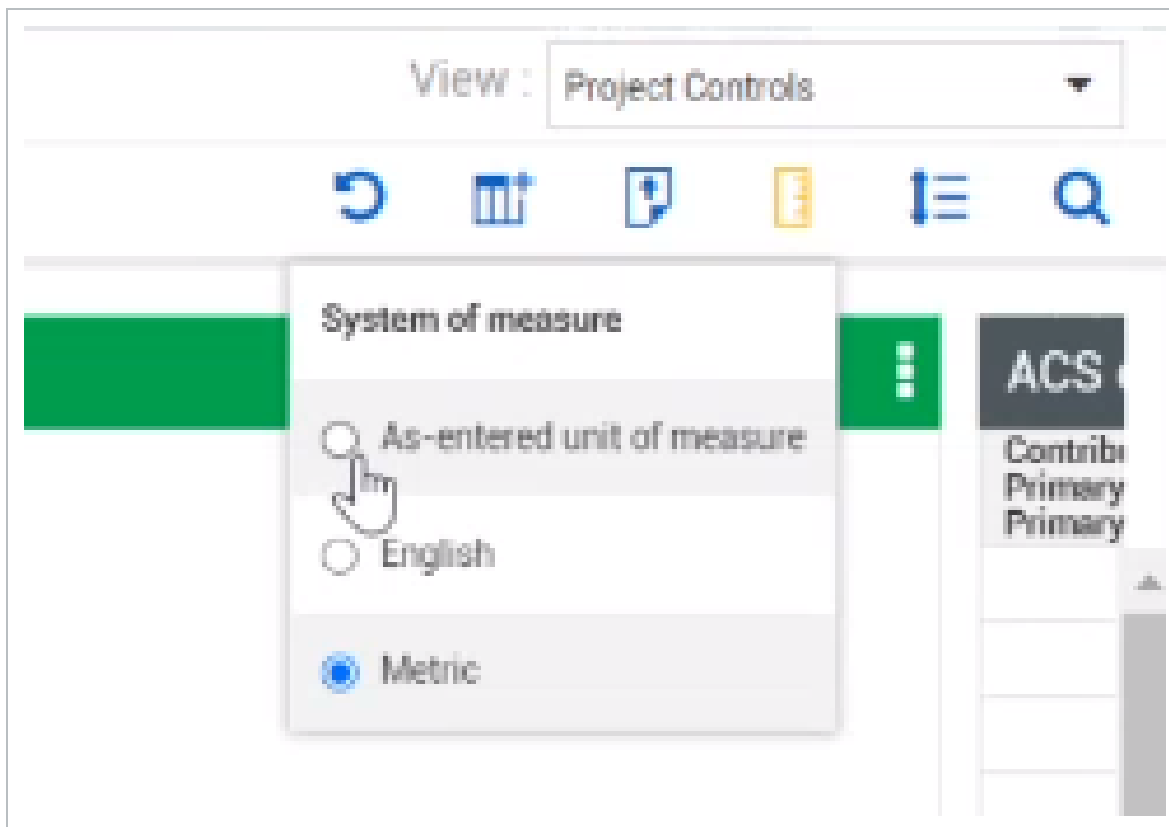 View :
Project Controls
System of measure
As-entered unit of measure
English
Metric
ACS
Contrib
Primary
Primary